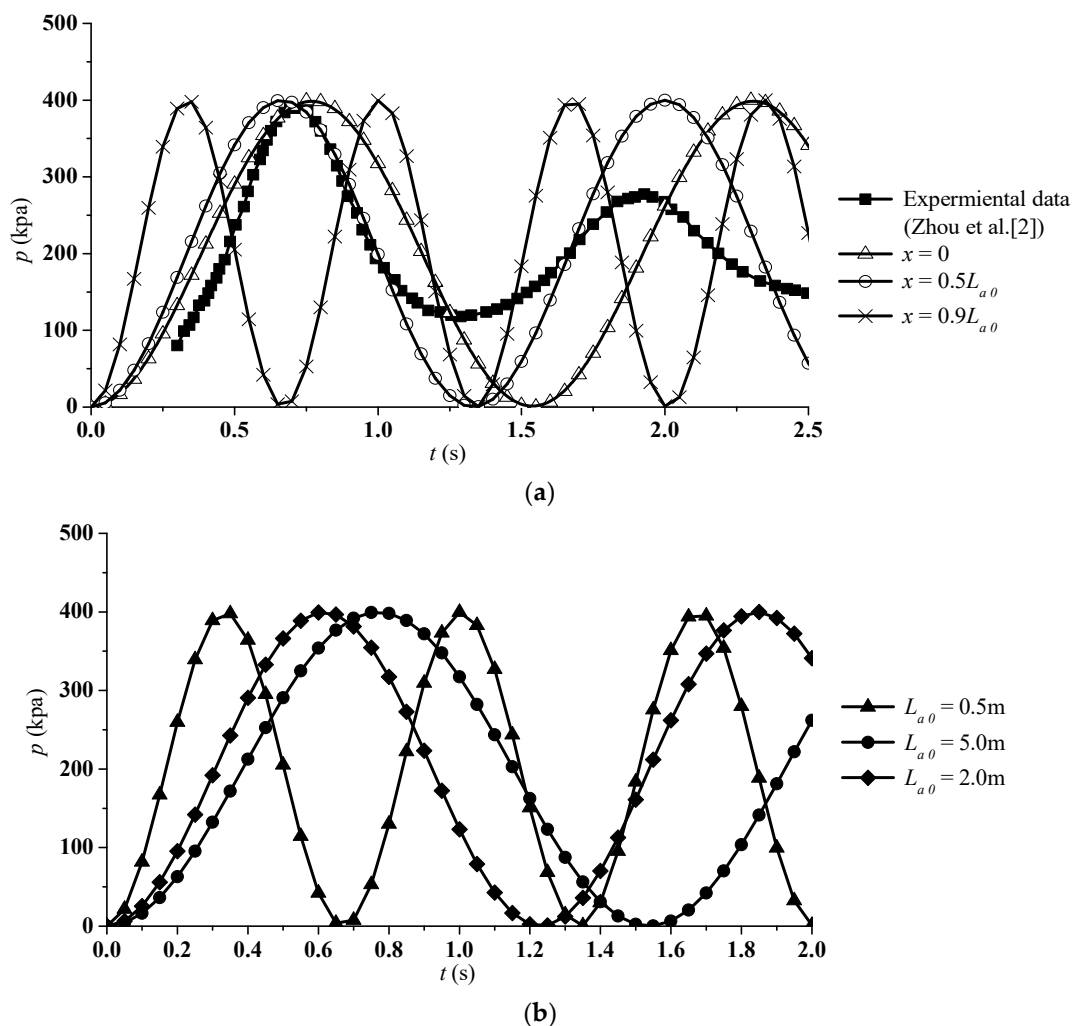 500
400
300
200
100
0
p (kpa)
0.0 0.5 1.0 1.5 2.0 2.5
t (s)
Expermiental data
(Zhou et al.[2])
x = 0
x = 0.5La 0
x = 0.9La 0
(a)
500
400
300
200
100
0
p (kpa)
0.0 0.2 0.4 0.6 0.8 1.0 1.2 1.4 1.6 1.8 2.0
t (s)
La 0 = 0.5m
La 0 = 5.0m
La 0 = 2.0m
(b)